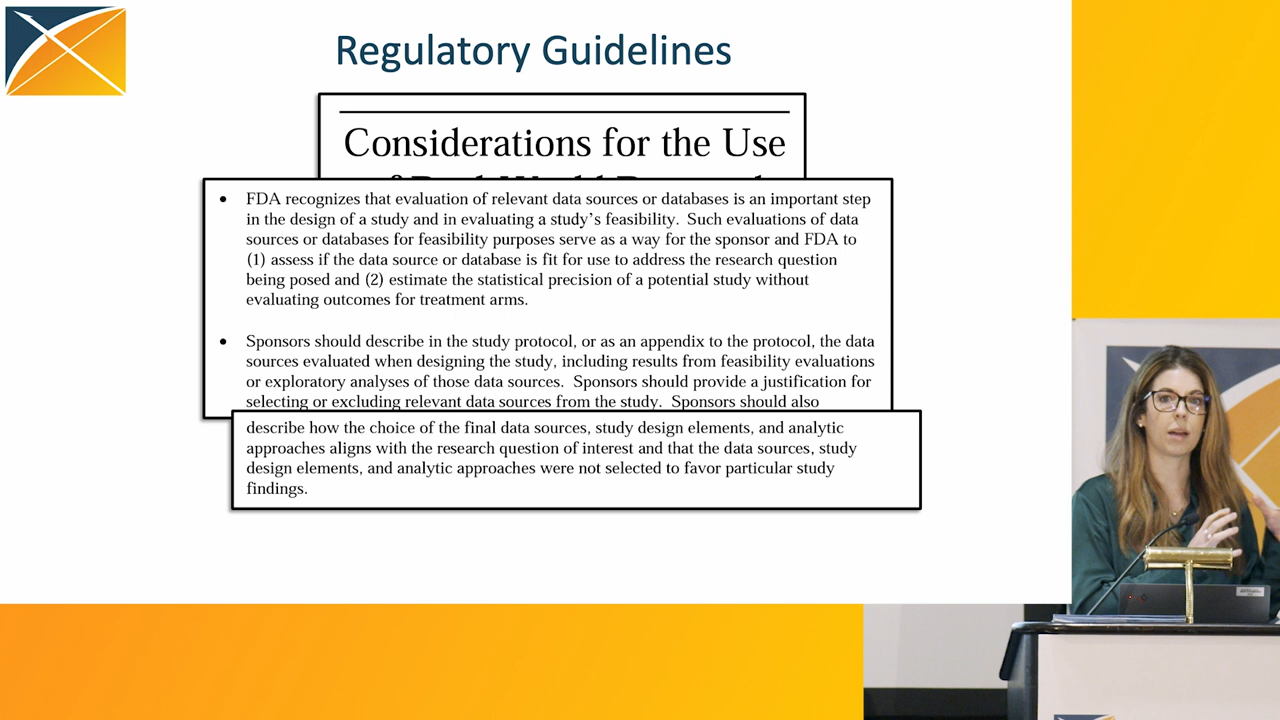 Regulatory Guidelines
Considerations for the Use
• FDA recognizes that evaluation of relevant data sources or databases is an important step
in the design of a study and in evaluating a study's feasibility.  Such evaluations of data
sources or databases for feasibility purposes serve as a way for the sponsor and FDA to
(1) assess if the data source or database is fit for use to address the research question
being posed and (2) estimate the statistical precision of a potential study without
evaluating outcomes for treatment arms.
• Sponsors should describe in the study protocol, or as an appendix to the protocol, the data
sources evaluated when designing the study, including results from feasibility evaluations
or exploratory analyses of those data sources.  Sponsors should provide a justification for
selecting or excluding relevant data sources from the study.  Sponsors should also
describe how the choice of the final data sources, study design elements, and analytic
approaches aligns with the research question of interest and that the data sources, study
design elements, and analytic approaches were not selected to favor particular study
findings.